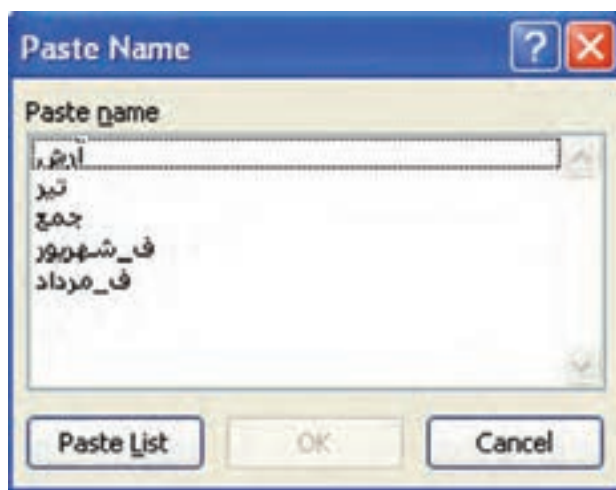 Paste Name
Paste name
آرش
تیر
جمع
ف_شهریور
ف_مرداد
Paste List
OK
Cancel